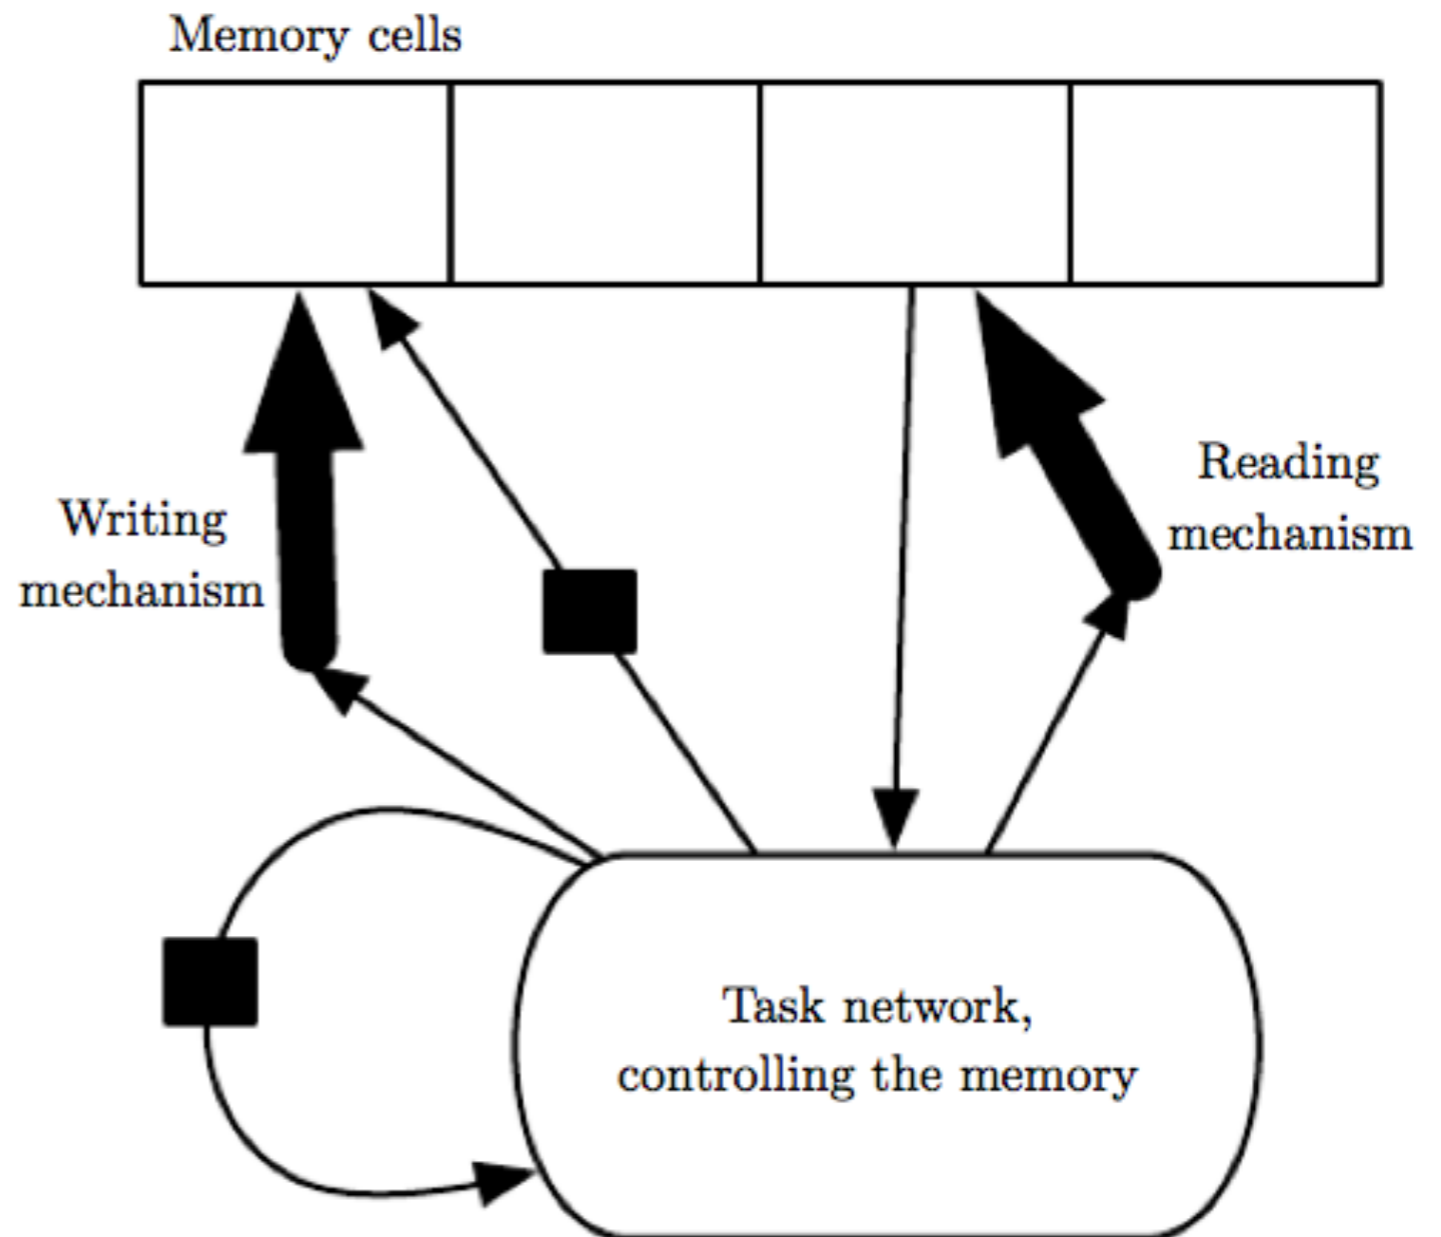 Memory cells
Writing
mechanism
Reading
mechanism
Task network,
controlling the memory